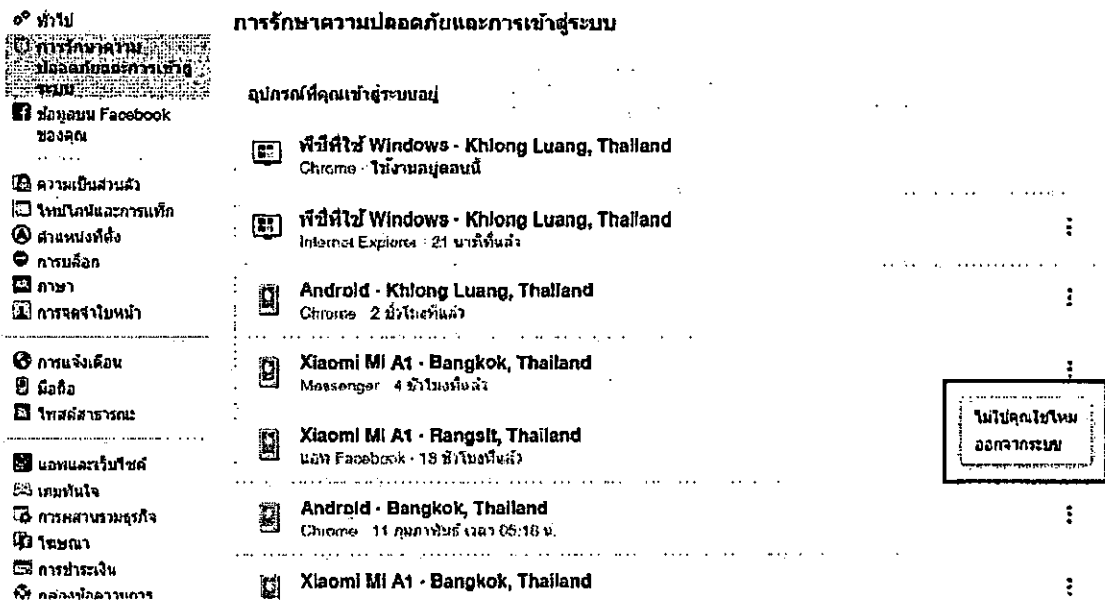 ทั่วไป
การรักษาความ
ปลอดภัยและการเข้าสู่
ระบบ
ข้อมูลบน Facebook
ของคุณ
ความเป็นส่วนตัว
ไทม์ไลน์และการแท็ก
ตำแหน่งที่ตั้ง
การบล็อก
ภาษา
การจดจำใบหน้า
การแจ้งเตือน
มือถือ
โพสต์สาธารณะ
แอพและเว็บไซต์
เกมทันใจ
การผสานรวมธุรกิจ
โฆษณา
การชำระเงิน
กล่องข้อความการ
การรักษาความปลอดภัยและการเข้าสู่ระบบ
อุปกรณ์ที่คุณเข้าสู่ระบบอยู่
พีซีที่ใช้ Windows · Khlong Luang, Thailand
Chrome · ใช้งานอยู่ตอนนี้
พีซีที่ใช้ Windows · Khlong Luang, Thailand
Internet Explorer · 21 นาทีที่แล้ว
Android · Khlong Luang, Thailand
Chrome · 2 ชั่วโมงที่แล้ว
Xiaomi Mi A1 · Bangkok, Thailand
Messenger · 4 ชั่วโมงที่แล้ว
Xiaomi Mi A1 · Rangsit, Thailand
แอพ Facebook · 18 ชั่วโมงที่แล้ว
ไม่ใช่คุณใช่ไหม
ออกจากระบบ
Android · Bangkok, Thailand
Chrome · 11 กุมภาพันธ์ เวลา 05:18 น.
Xiaomi Mi A1 · Bangkok, Thailand